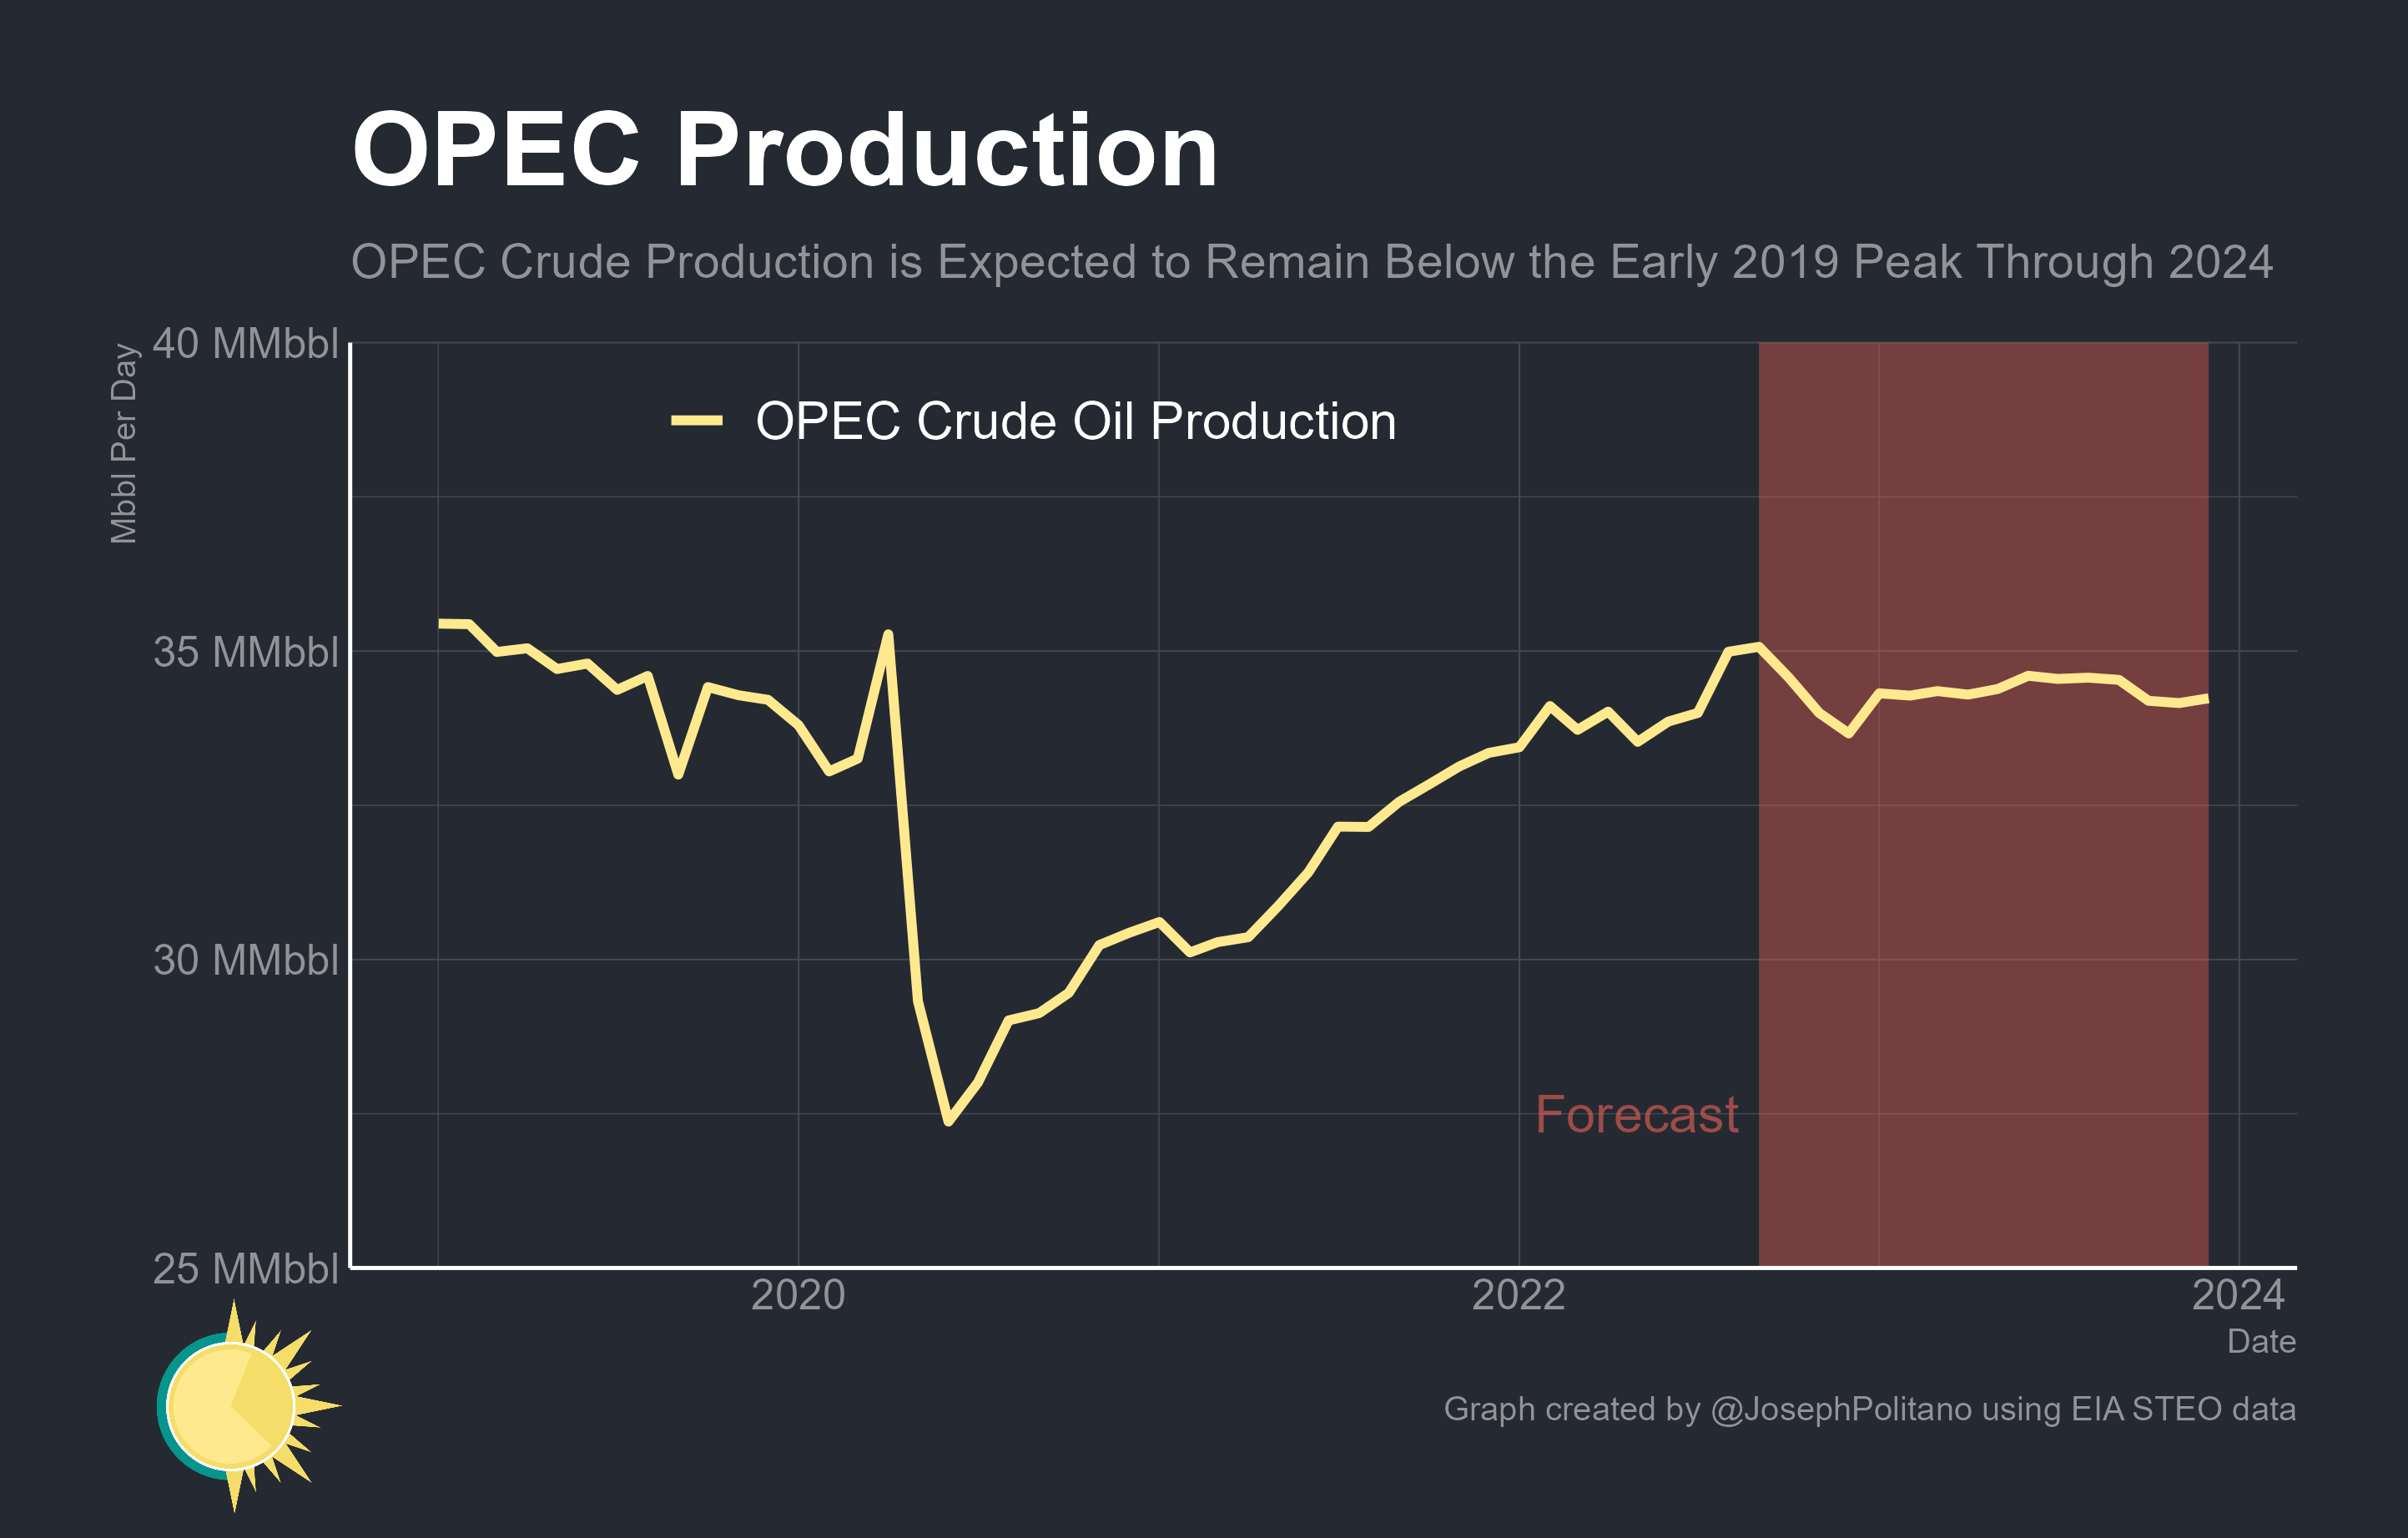 OPEC Production
OPEC Crude Production is Expected to Remain Below the Early 2019 Peak Through 2024
Mbbl Per Day
40 MMbbl
35 MMbbl
30 MMbbl
25 MMbbl
OPEC Crude Oil Production
Forecast
2020
2022
2024
Date
Graph created by @JosephPolitano using EIA STEO data